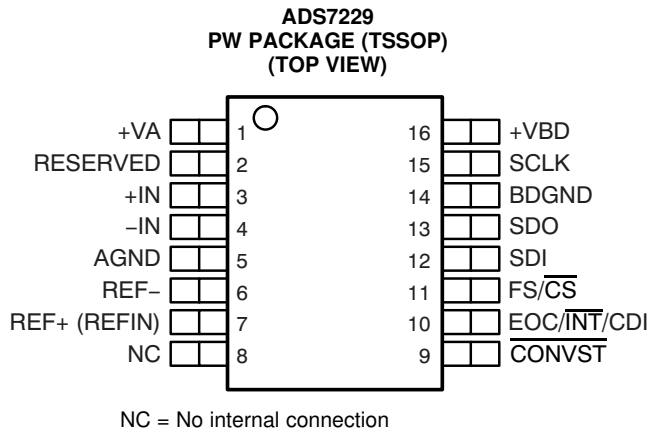 ADS7229
PW PACKAGE (TSSOP)
(TOP VIEW)
+VA 1 16 +VBD
RESERVED 2 15 SCLK
+IN 3 14 BDGND
−IN 4 13 SDO
AGND 5 12 SDI
REF− 6 11 FS/CS
REF+ (REFIN) 7 10 EOC/INT/CDI
NC 8 9 CONVST
NC = No internal connection